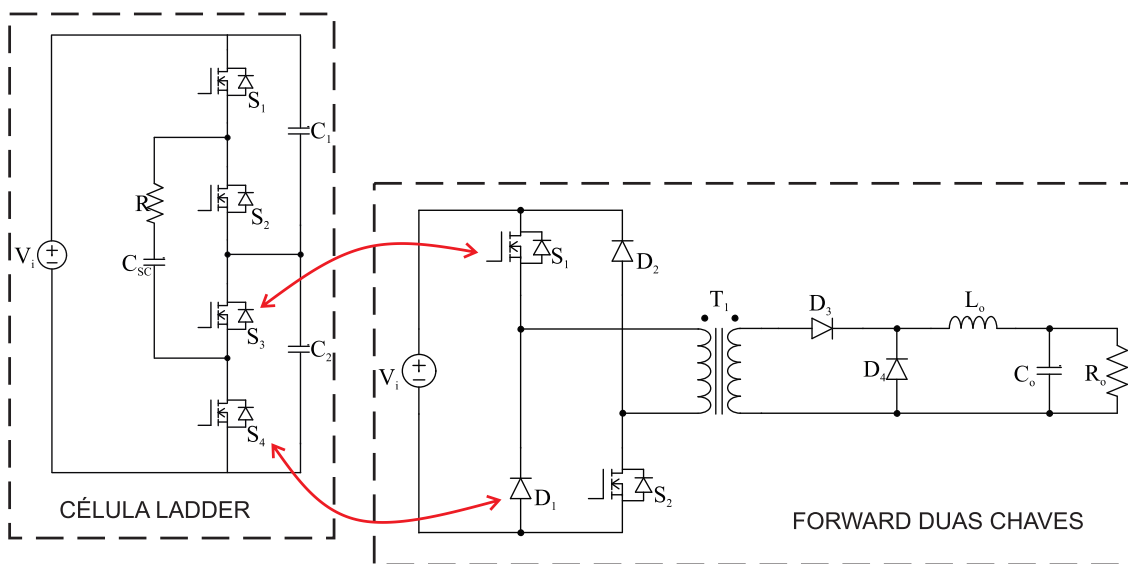 S₁
C₁
R
S₂
Vᵢ
C_SC
S₃
C₂
S₄
CÉLULA LADDER
S₁
D₂
T₁
D₃
Lₒ
Vᵢ
D₄
Cₒ
Rₒ
D₁
S₂
FORWARD DUAS CHAVES